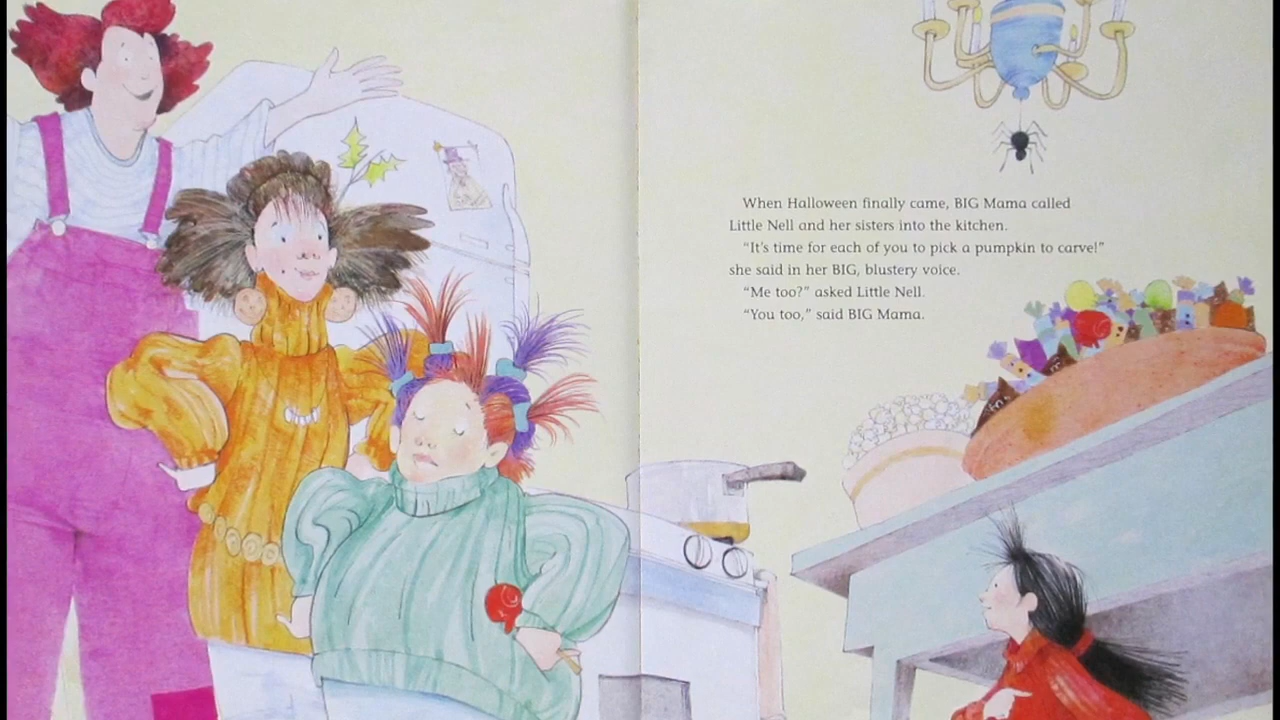 When Halloween finally came, BIG Mama called
Little Nell and her sisters into the kitchen.
“It’s time for each of you to pick a pumpkin to carve!”
she said in her BIG, blustery voice.
“Me too?” asked Little Nell.
“You too,” said BIG Mama.